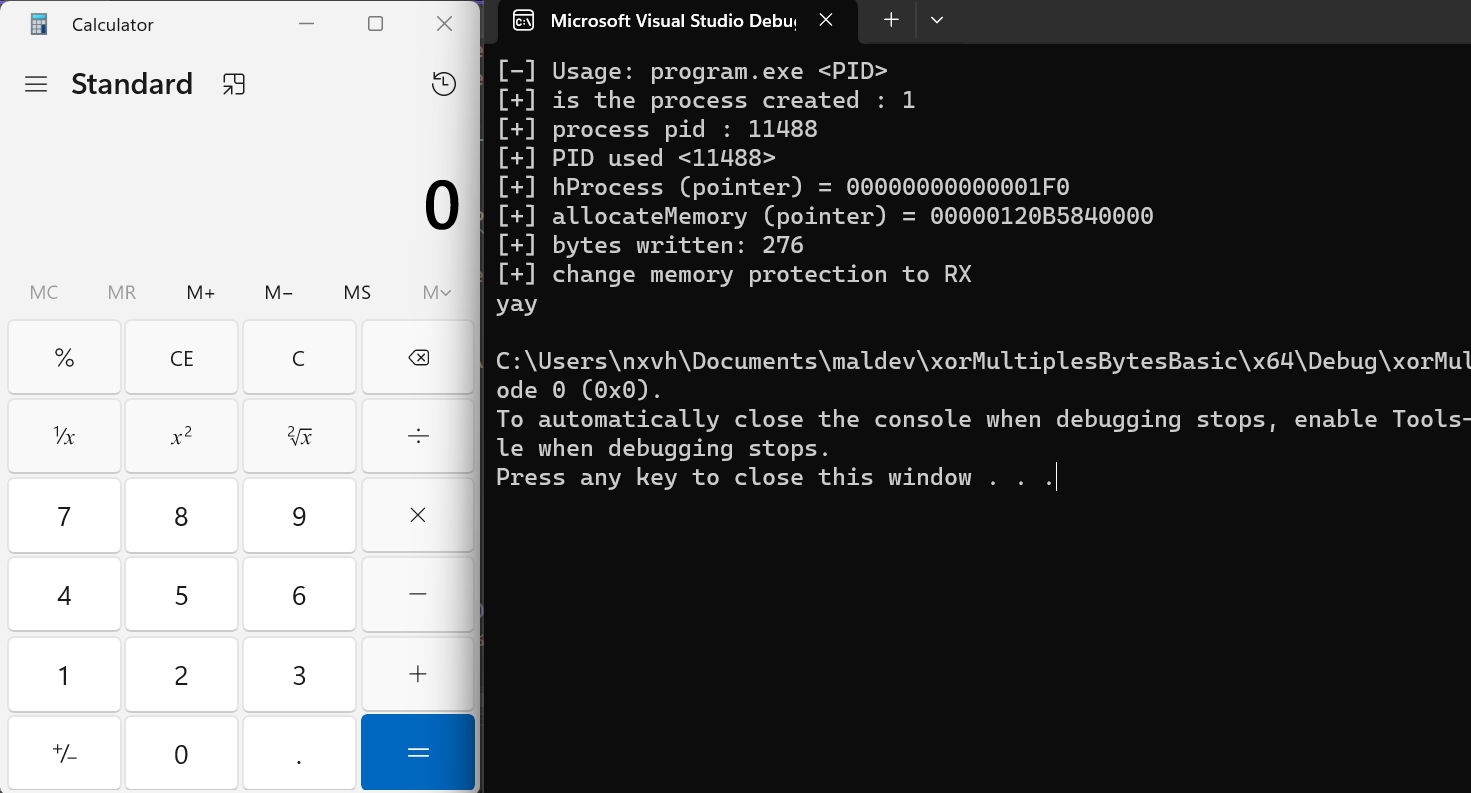 Calculator
Standard
0
MC MR M+ M− MS M
% CE C
¹/x x² ²√x ÷
7 8 9 ×
4 5 6 −
1 2 3 +
+/− 0 . =
Microsoft Visual Studio Debu
[-] Usage: program.exe <PID>
[+] is the process created : 1
[+] process pid : 11488
[+] PID used <11488>
[+] hProcess (pointer) = 00000000000001F0
[+] allocateMemory (pointer) = 00000120B5840000
[+] bytes written: 276
[+] change memory protection to RX
yay
C:\Users\nxvh\Documents\maldev\xorMultiplesBytesBasic\x64\Debug\xorMul
ode 0 (0x0).
To automatically close the console when debugging stops, enable Tools-
le when debugging stops.
Press any key to close this window . . .